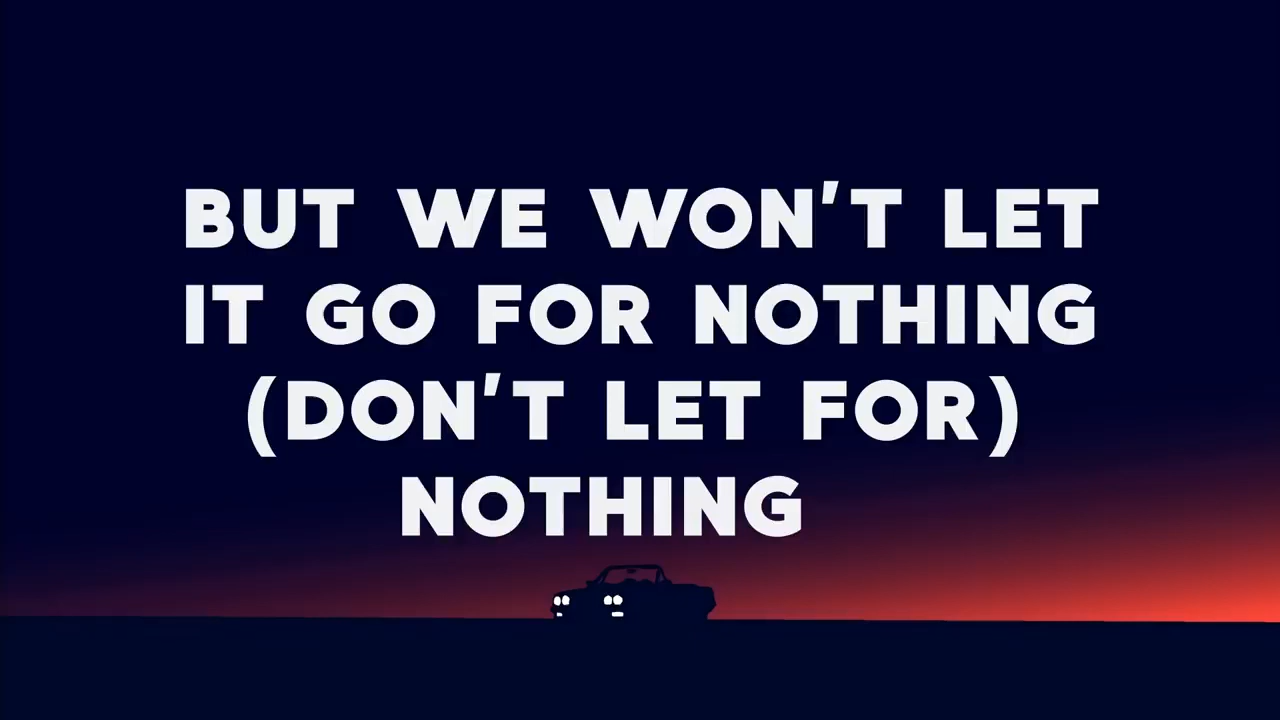 BUT WE WON'T LET
IT GO FOR NOTHING
(DON'T LET FOR)
NOTHING